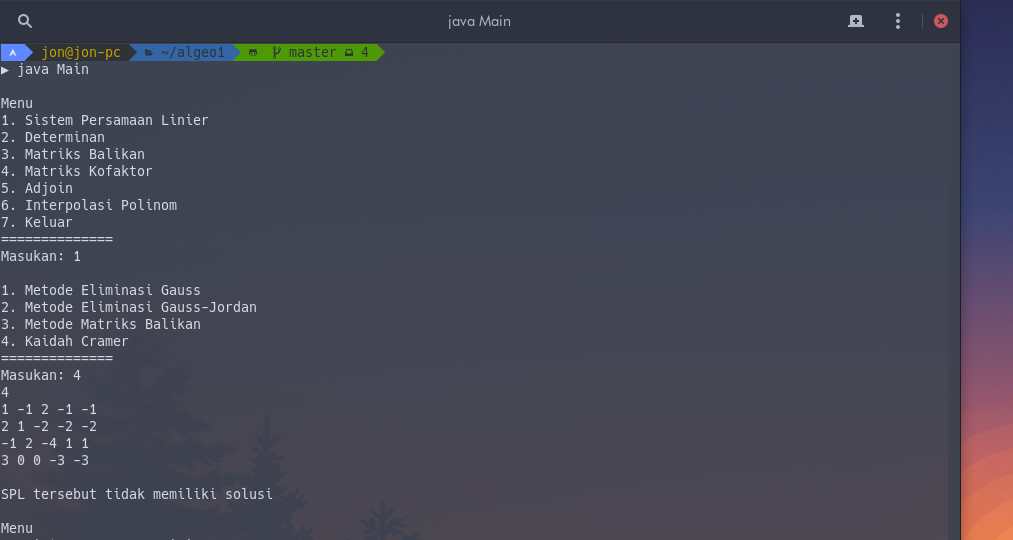 java Main
jon@jon-pc ~/algeo1 master 4
▶ java Main
Menu
1. Sistem Persamaan Linier
2. Determinan
3. Matriks Balikan
4. Matriks Kofaktor
5. Adjoin
6. Interpolasi Polinom
7. Keluar
==============
Masukan: 1
1. Metode Eliminasi Gauss
2. Metode Eliminasi Gauss-Jordan
3. Metode Matriks Balikan
4. Kaidah Cramer
==============
Masukan: 4
4
1 -1 2 -1 -1
2 1 -2 -2 -2
-1 2 -4 1 1
3 0 0 -3 -3
SPL tersebut tidak memiliki solusi
Menu